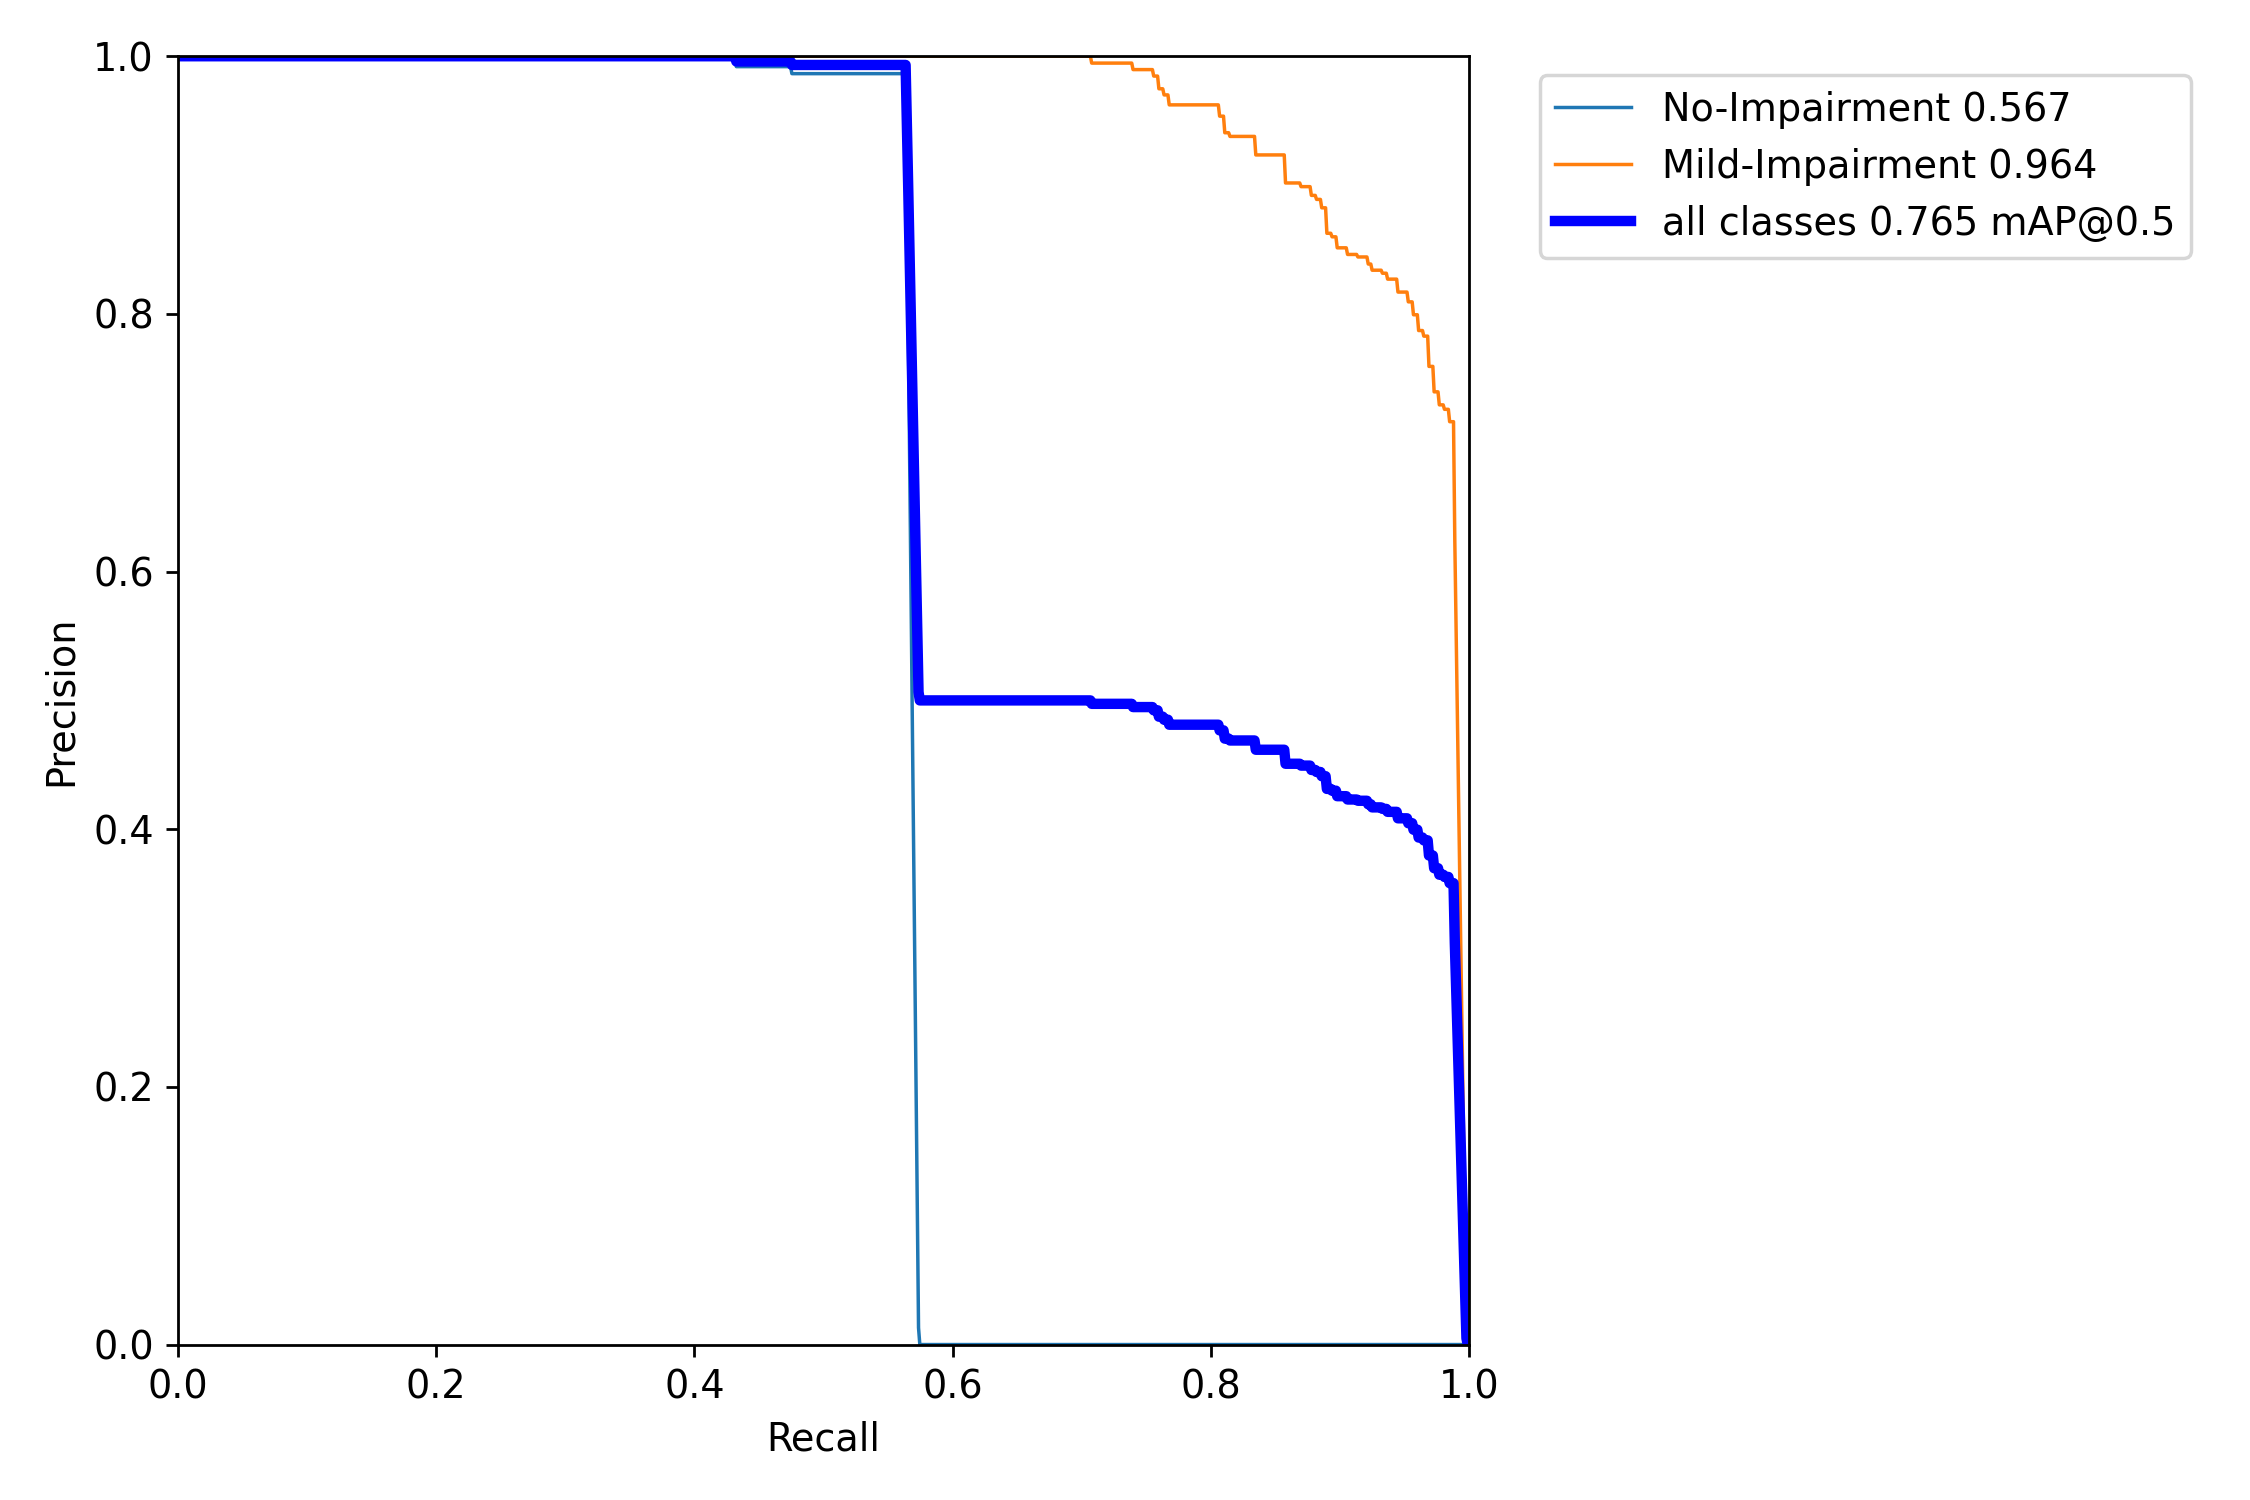 1.0
0.8
0.6
0.4
0.2
0.0
Precision
0.0 0.2 0.4 0.6 0.8 1.0
Recall
No-Impairment 0.567
Mild-Impairment 0.964
all classes 0.765 mAP@0.5